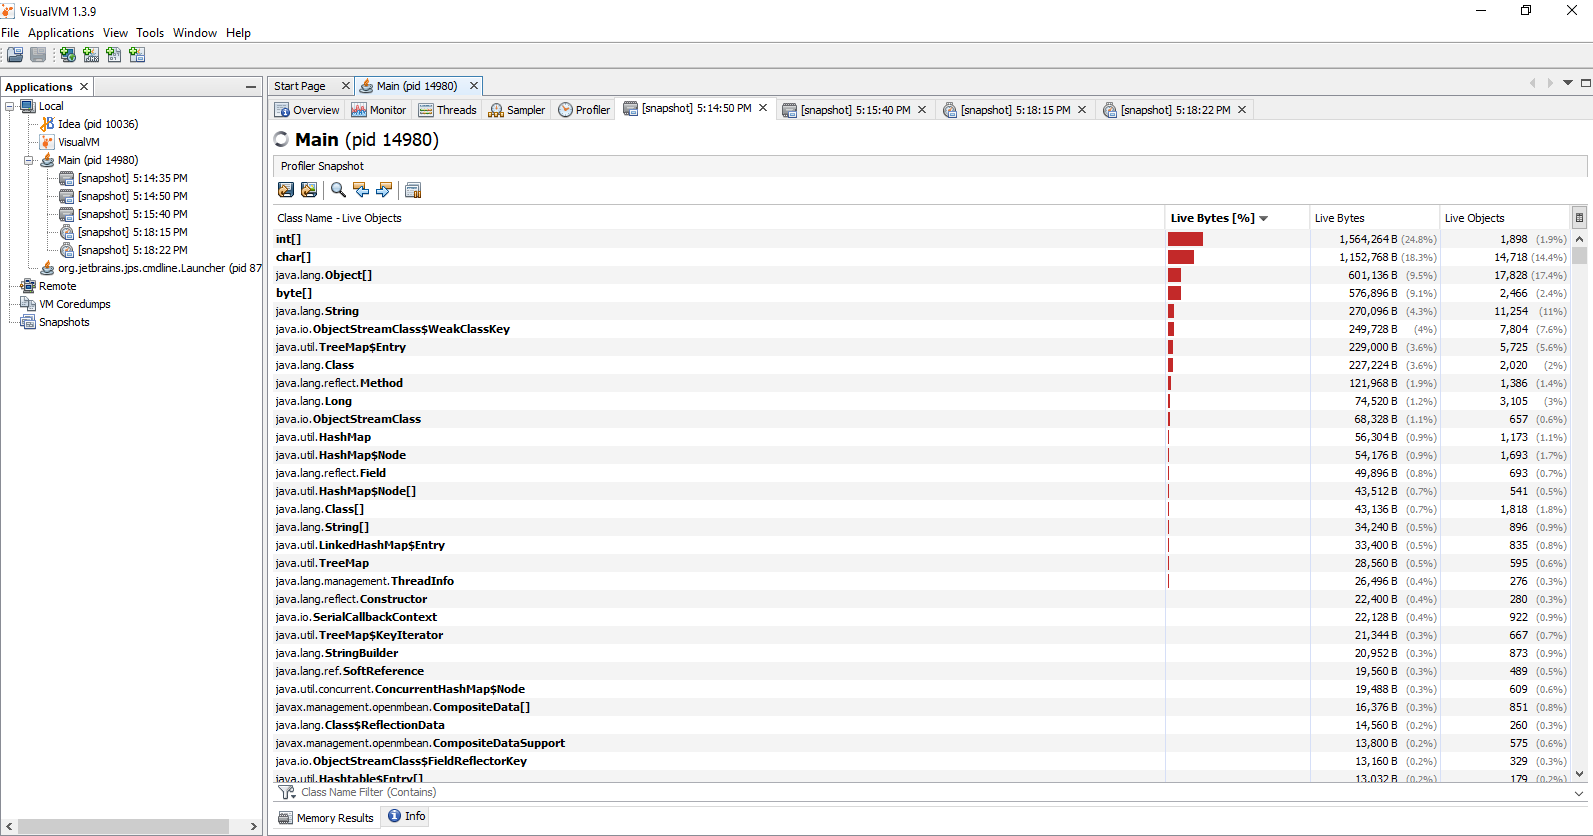 VisualVM 1.3.9
File Applications View Tools Window Help
Applications
Local
Idea (pid 10036)
VisualVM
Main (pid 14980)
[snapshot] 5:14:35 PM
[snapshot] 5:14:50 PM
[snapshot] 5:15:40 PM
[snapshot] 5:18:15 PM
[snapshot] 5:18:22 PM
org.jetbrains.jps.cmdline.Launcher (pid 87
Remote
VM Coredumps
Snapshots
Start Page Main (pid 14980)
Overview Monitor Threads Sampler Profiler [snapshot] 5:14:50 PM [snapshot] 5:15:40 PM [snapshot] 5:18:15 PM [snapshot] 5:18:22 PM
Main (pid 14980)
Profiler Snapshot
Class Name - Live Objects Live Bytes [%] Live Bytes Live Objects
int[] 1,564,264 B (24.8%) 1,898 (1.9%)
char[] 1,152,768 B (18.3%) 14,718 (14.4%)
java.lang.Object[] 601,136 B (9.5%) 17,828 (17.4%)
byte[] 576,896 B (9.1%) 2,466 (2.4%)
java.lang.String 270,096 B (4.3%) 11,254 (11%)
java.io.ObjectStreamClass$WeakClassKey 249,728 B (4%) 7,804 (7.6%)
java.util.TreeMap$Entry 229,000 B (3.6%) 5,725 (5.6%)
java.lang.Class 227,224 B (3.6%) 2,020 (2%)
java.lang.reflect.Method 121,968 B (1.9%) 1,386 (1.4%)
java.lang.Long 74,520 B (1.2%) 3,105 (3%)
java.io.ObjectStreamClass 68,328 B (1.1%) 657 (0.6%)
java.util.HashMap 56,304 B (0.9%) 1,173 (1.1%)
java.util.HashMap$Node 54,176 B (0.9%) 1,693 (1.7%)
java.lang.reflect.Field 49,896 B (0.8%) 693 (0.7%)
java.util.HashMap$Node[] 43,512 B (0.7%) 541 (0.5%)
java.lang.Class[] 43,136 B (0.7%) 1,818 (1.8%)
java.lang.String[] 34,240 B (0.5%) 896 (0.9%)
java.util.LinkedHashMap$Entry 33,400 B (0.5%) 835 (0.8%)
java.util.TreeMap 28,560 B (0.5%) 595 (0.6%)
java.lang.management.ThreadInfo 26,496 B (0.4%) 276 (0.3%)
java.lang.reflect.Constructor 22,400 B (0.4%) 280 (0.3%)
java.io.SerialCallbackContext 22,128 B (0.4%) 922 (0.9%)
java.util.TreeMap$KeyIterator 21,344 B (0.3%) 667 (0.7%)
java.lang.StringBuilder 20,952 B (0.3%) 873 (0.9%)
java.lang.ref.SoftReference 19,560 B (0.3%) 489 (0.5%)
java.util.concurrent.ConcurrentHashMap$Node 19,488 B (0.3%) 609 (0.6%)
javax.management.openmbean.CompositeData[] 16,376 B (0.3%) 851 (0.8%)
java.lang.Class$ReflectionData 14,560 B (0.2%) 260 (0.3%)
javax.management.openmbean.CompositeDataSupport 13,800 B (0.2%) 575 (0.6%)
java.io.ObjectStreamClass$FieldReflectorKey 13,160 B (0.2%) 329 (0.3%)
java.util.Hashtable$Entry[] 13,032 B (0.2%) 179 (0.2%)
Class Name Filter (Contains)
Memory Results Info